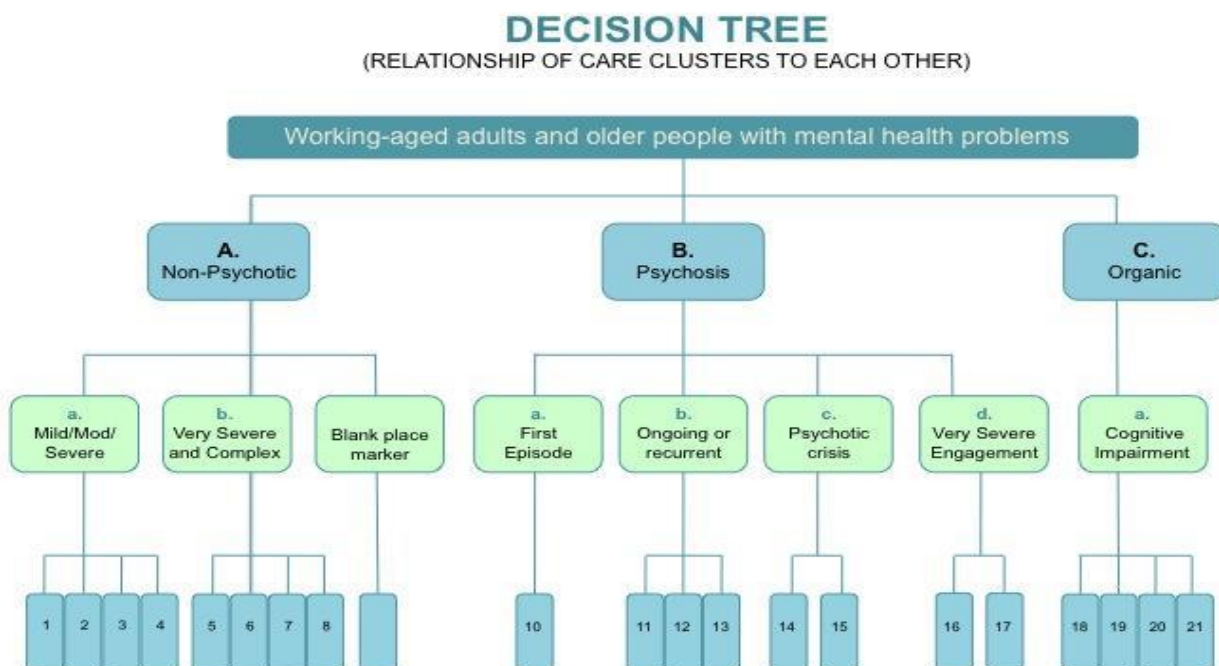 DECISION TREE
(RELATIONSHIP OF CARE CLUSTERS TO EACH OTHER)
Working-aged adults and older people with mental health problems
A.
Non-Psychotic
B.
Psychosis
C.
Organic
a.
Mild/Mod/
Severe
b.
Very Severe
and Complex
Blank place
marker
a.
First
Episode
b.
Ongoing or
recurrent
c.
Psychotic
crisis
d.
Very Severe
Engagement
a.
Cognitive
Impairment
1 2 3 4 5 6 7 8 10 11 12 13 14 15 16 17 18 19 20 21